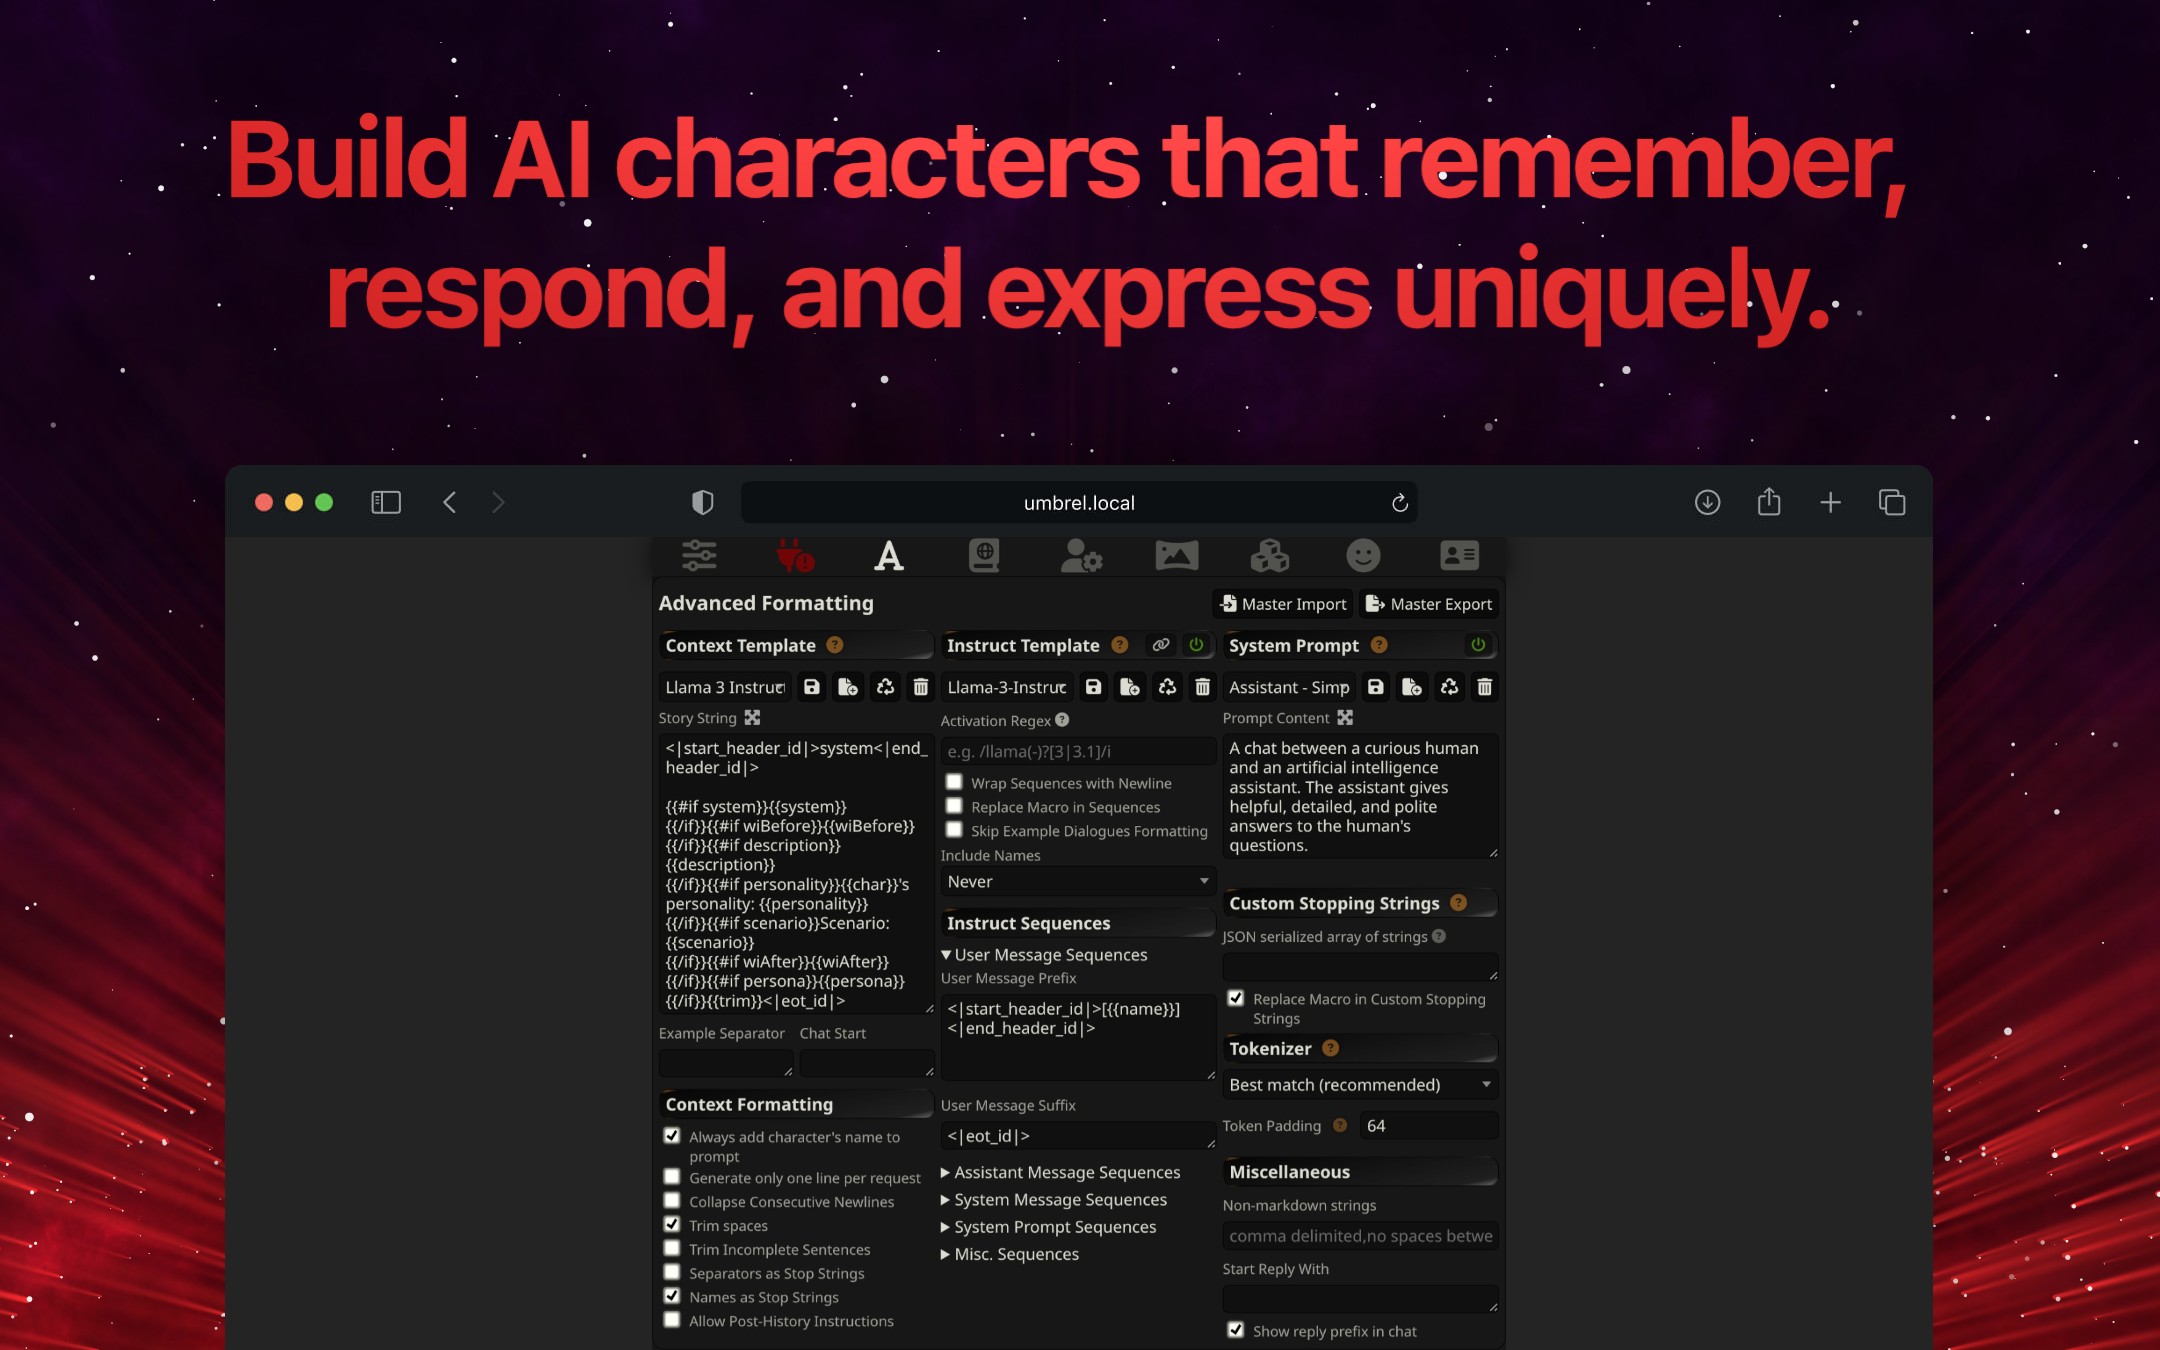 Build AI characters that remember,
respond, and express uniquely.
umbrel.local
Advanced Formatting
Master Import
Master Export
Context Template
Llama 3 Instruct
Story String
<|start_header_id|>system<|end_
header_id|>
{{#if system}}{{system}}
{{/if}}{{#if wiBefore}}{{wiBefore}}
{{/if}}{{#if description}}
{{description}}
{{/if}}{{#if personality}}{{char}}'s
personality: {{personality}}
{{/if}}{{#if scenario}}Scenario:
{{scenario}}
{{/if}}{{#if wiAfter}}{{wiAfter}}
{{/if}}{{#if persona}}{{persona}}
{{/if}}{{trim}}<|eot_id|>
Example Separator
Chat Start
Context Formatting
Always add character's name to
prompt
Generate only one line per request
Collapse Consecutive Newlines
Trim spaces
Trim Incomplete Sentences
Separators as Stop Strings
Names as Stop Strings
Allow Post-History Instructions
Instruct Template
Llama-3-Instruc
Activation Regex
e.g. /llama(-)?[3|3.1]/i
Wrap Sequences with Newline
Replace Macro in Sequences
Skip Example Dialogues Formatting
Include Names
Never
Instruct Sequences
User Message Sequences
User Message Prefix
<|start_header_id|>[{{name}}]
<|end_header_id|>
User Message Suffix
<|eot_id|>
Assistant Message Sequences
System Message Sequences
System Prompt Sequences
Misc. Sequences
System Prompt
Assistant - Simp
Prompt Content
A chat between a curious human
and an artificial intelligence
assistant. The assistant gives
helpful, detailed, and polite
answers to the human's
questions.
Custom Stopping Strings
JSON serialized array of strings
Replace Macro in Custom Stopping
Strings
Tokenizer
Best match (recommended)
Token Padding
64
Miscellaneous
Non-markdown strings
comma delimited,no spaces betwe
Start Reply With
Show reply prefix in chat